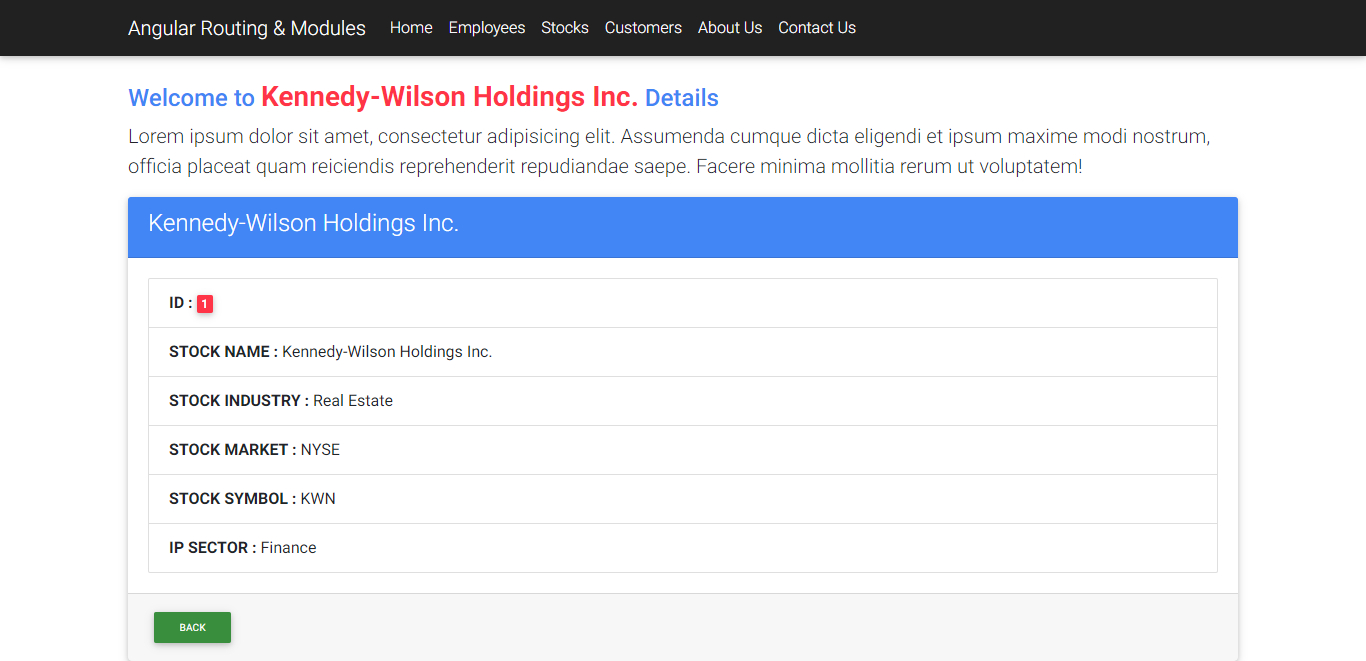 Angular Routing & Modules Home Employees Stocks Customers About Us Contact Us
Welcome to Kennedy-Wilson Holdings Inc. Details
Lorem ipsum dolor sit amet, consectetur adipisicing elit. Assumenda cumque dicta eligendi et ipsum maxime modi nostrum,
officia placeat quam reiciendis reprehenderit repudiandae saepe. Facere minima mollitia rerum ut voluptatem!
Kennedy-Wilson Holdings Inc.
ID : 1
STOCK NAME : Kennedy-Wilson Holdings Inc.
STOCK INDUSTRY : Real Estate
STOCK MARKET : NYSE
STOCK SYMBOL : KWN
IP SECTOR : Finance
BACK